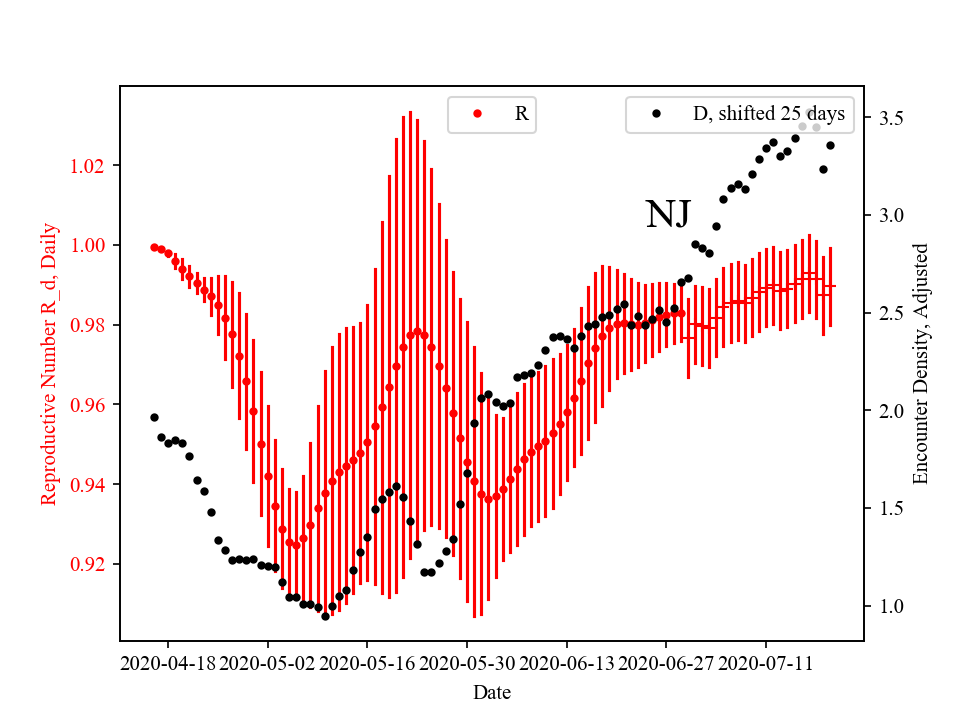 R
D, shifted 25 days
NJ
Reproductive Number R_d, Daily
1.02
1.00
0.98
0.96
0.94
0.92
Encounter Density, Adjusted
3.5
3.0
2.5
2.0
1.5
1.0
2020-04-18 2020-05-02 2020-05-16 2020-05-30 2020-06-13 2020-06-27 2020-07-11
Date